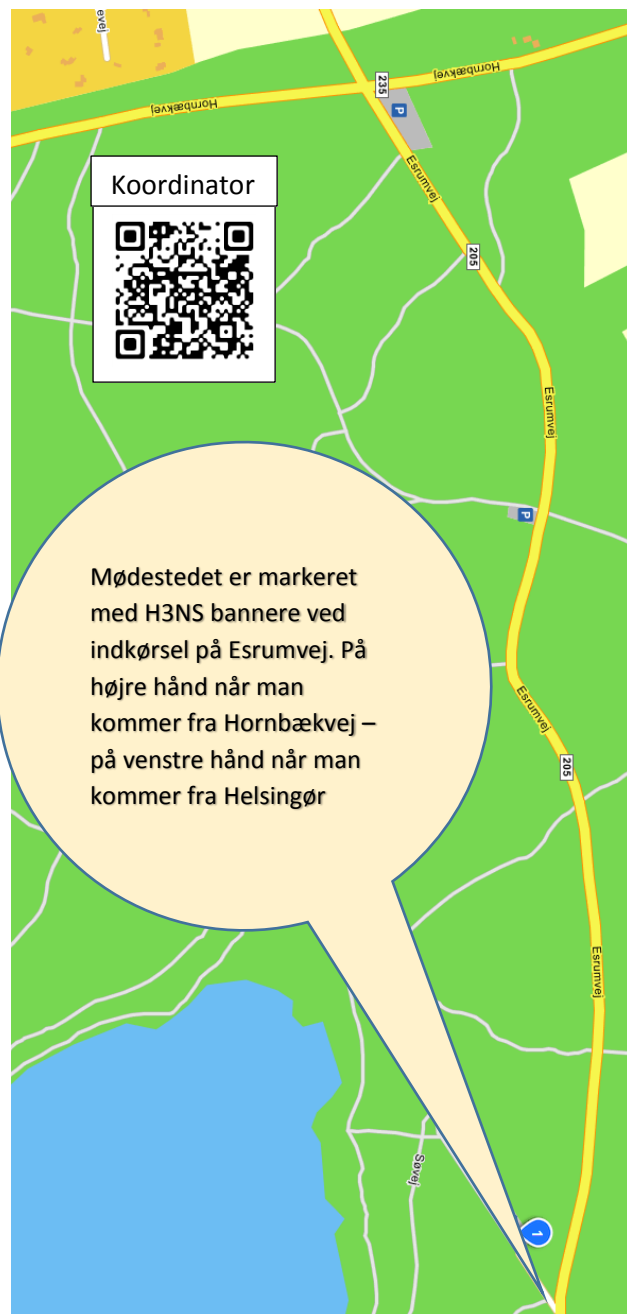 evej
Hornbækvej
235
Hornbækvej
P
Esrumvej
Koordinator
205
Esrumvej
P
Mødestedet er markeret
med H3NS bannere ved
indkørsel på Esrumvej. På
højre hånd når man
kommer fra Hornbækvej –
på venstre hånd når man
kommer fra Helsingør
Esrumvej
205
Esrumvej
Søvej
1